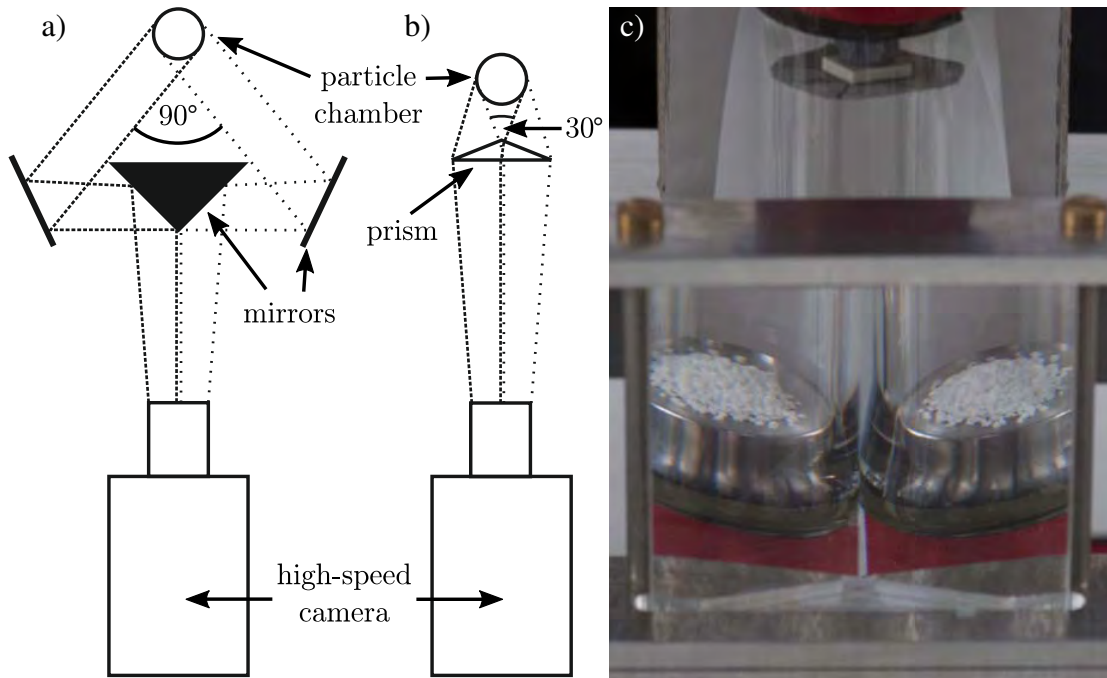 a)
b)
c)
particle
chamber
90°
30°
prism
mirrors
high-speed
camera